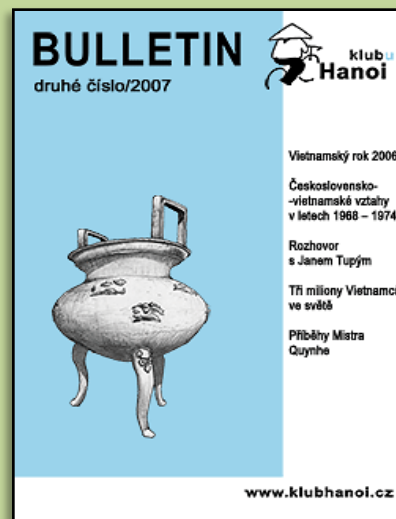 BULLETIN
druhé číslo/2007
klubu
Hanoi
Vietnamský rok 2006
Československo-
-vietnamské vztahy
v letech 1968 – 1974
Rozhovor
s Janem Tupým
Tři miliony Vietnamců
ve světě
Příběhy Mistra
Quynhe
www.klubhanoi.cz